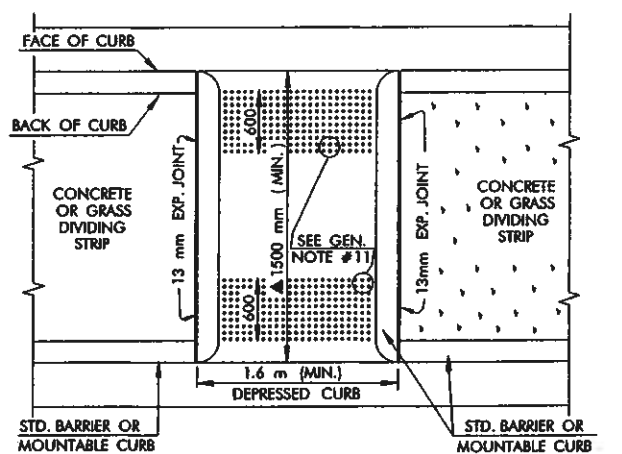 FACE OF CURB
BACK OF CURB
CONCRETE
OR GRASS
DIVIDING
STRIP
13 mm EXP. JOINT
600
▲1500 mm (MIN.)
SEE GEN.
NOTE #11
600
13mm EXP. JOINT
CONCRETE
OR GRASS
DIVIDING
STRIP
1.6 m (MIN.)
DEPRESSED CURB
STD. BARRIER OR
MOUNTABLE CURB
STD. BARRIER OR
MOUNTABLE CURB